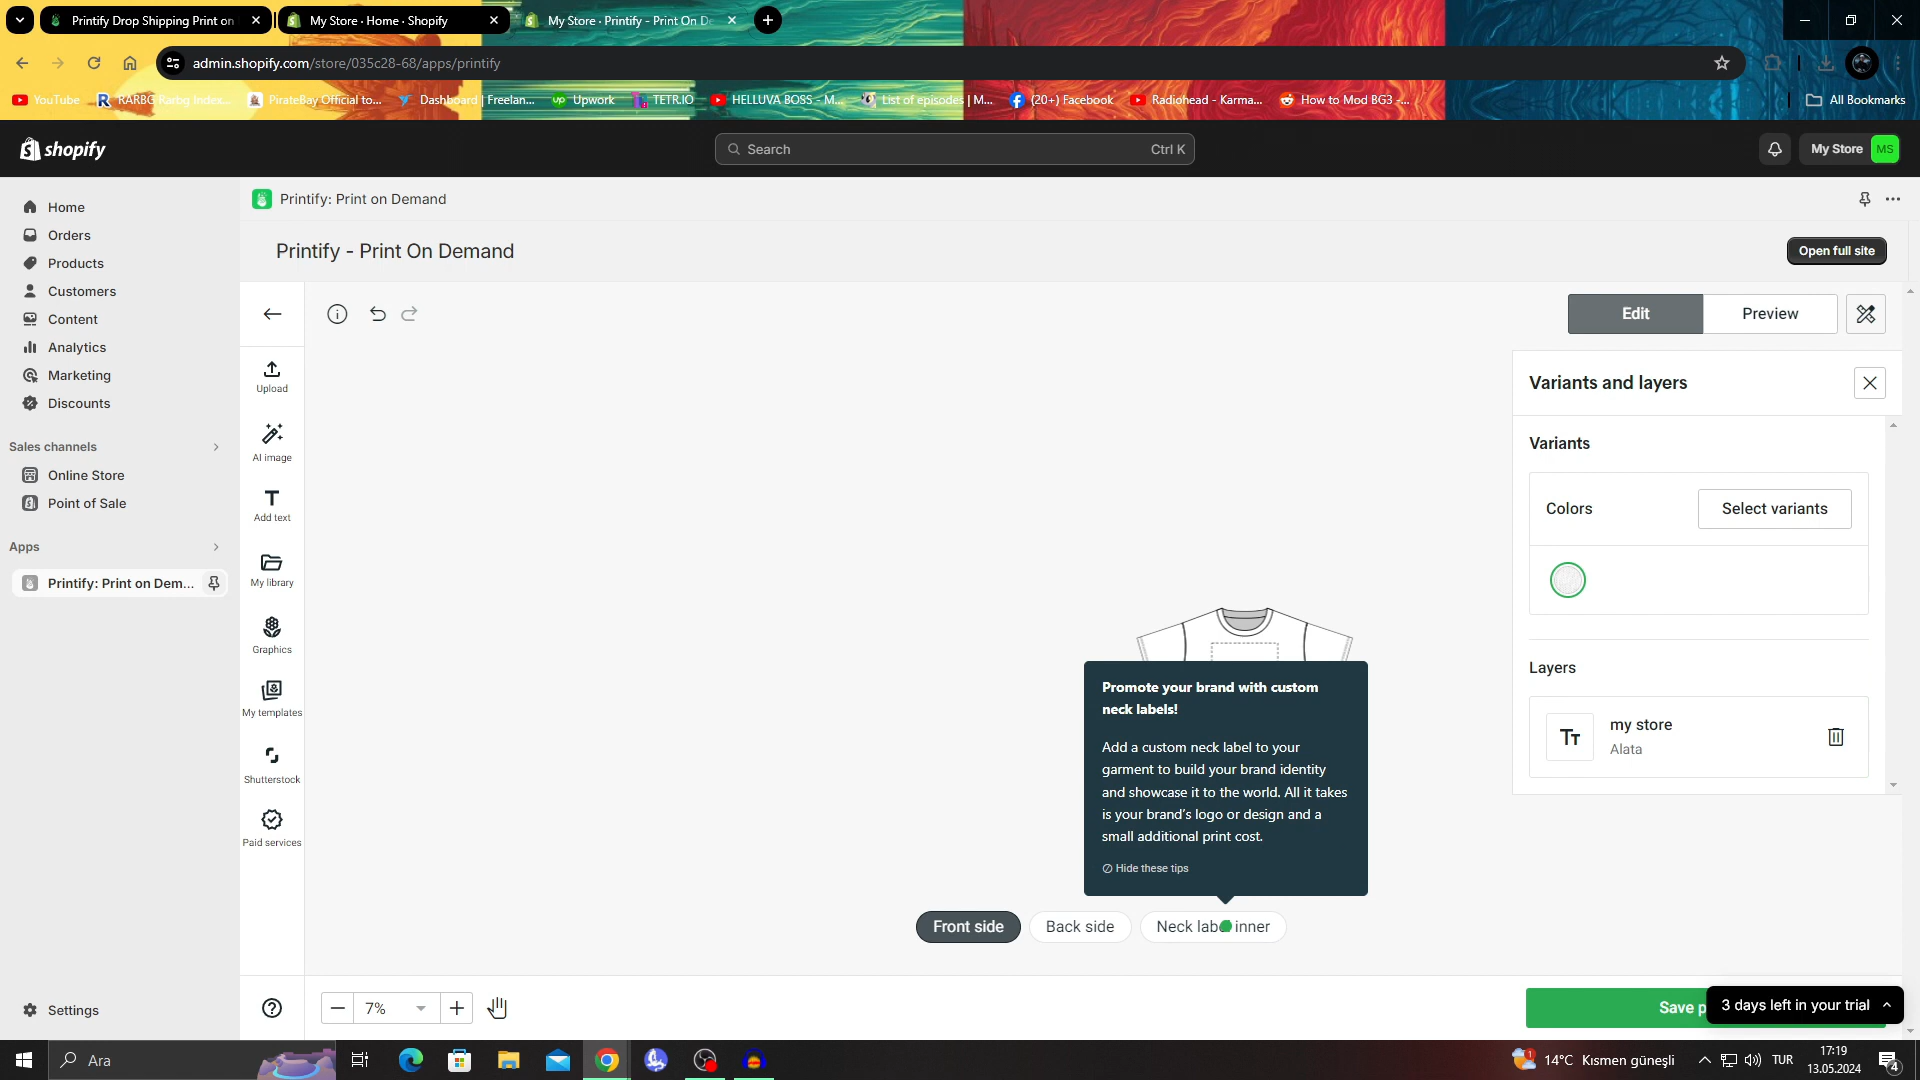 Printify Drop Shipping Print on
My Store · Home · Shopify
My Store · Printify - Print On De
admin.shopify.com/store/035c28-68/apps/printify
YouTube
RARBG Rarbg Index...
PirateBay Official to...
Dashboard | Freelan...
Upwork
TETR.IO
HELLUVA BOSS - M...
List of episodes | M...
(20+) Facebook
Radiohead - Karma...
How to Mod BG3 -...
All Bookmarks
shopify
Search
Ctrl K
My Store
MS
Home
Orders
Products
Customers
Content
Analytics
Marketing
Discounts
Sales channels
Online Store
Point of Sale
Apps
Printify: Print on Dem...
Settings
Printify: Print on Demand
Printify - Print On Demand
Open full site
Upload
AI image
Add text
My library
Graphics
My templates
Shutterstock
Paid services
Edit
Preview
Variants and layers
Variants
Colors
Select variants
Layers
my store
Alata
Promote your brand with custom
neck labels!
Add a custom neck label to your
garment to build your brand identity
and showcase it to the world. All it takes
is your brand's logo or design and a
small additional print cost.
Hide these tips
Front side
Back side
Neck label inner
7%
Save p
3 days left in your trial
Ara
14°C Kısmen güneşli
TUR
17:19
13.05.2024
4